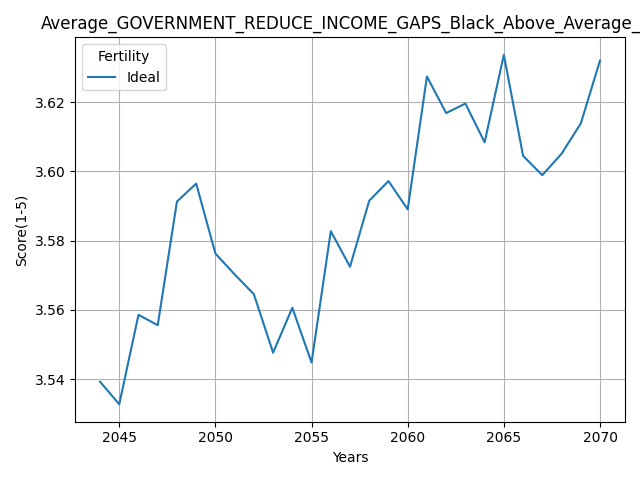 Average_GOVERNMENT_REDUCE_INCOME_GAPS_Black_Above_Average_
Fertility
Ideal
3.62
3.60
3.58
3.56
3.54
Score(1-5)
2045 2050 2055 2060 2065 2070
Years